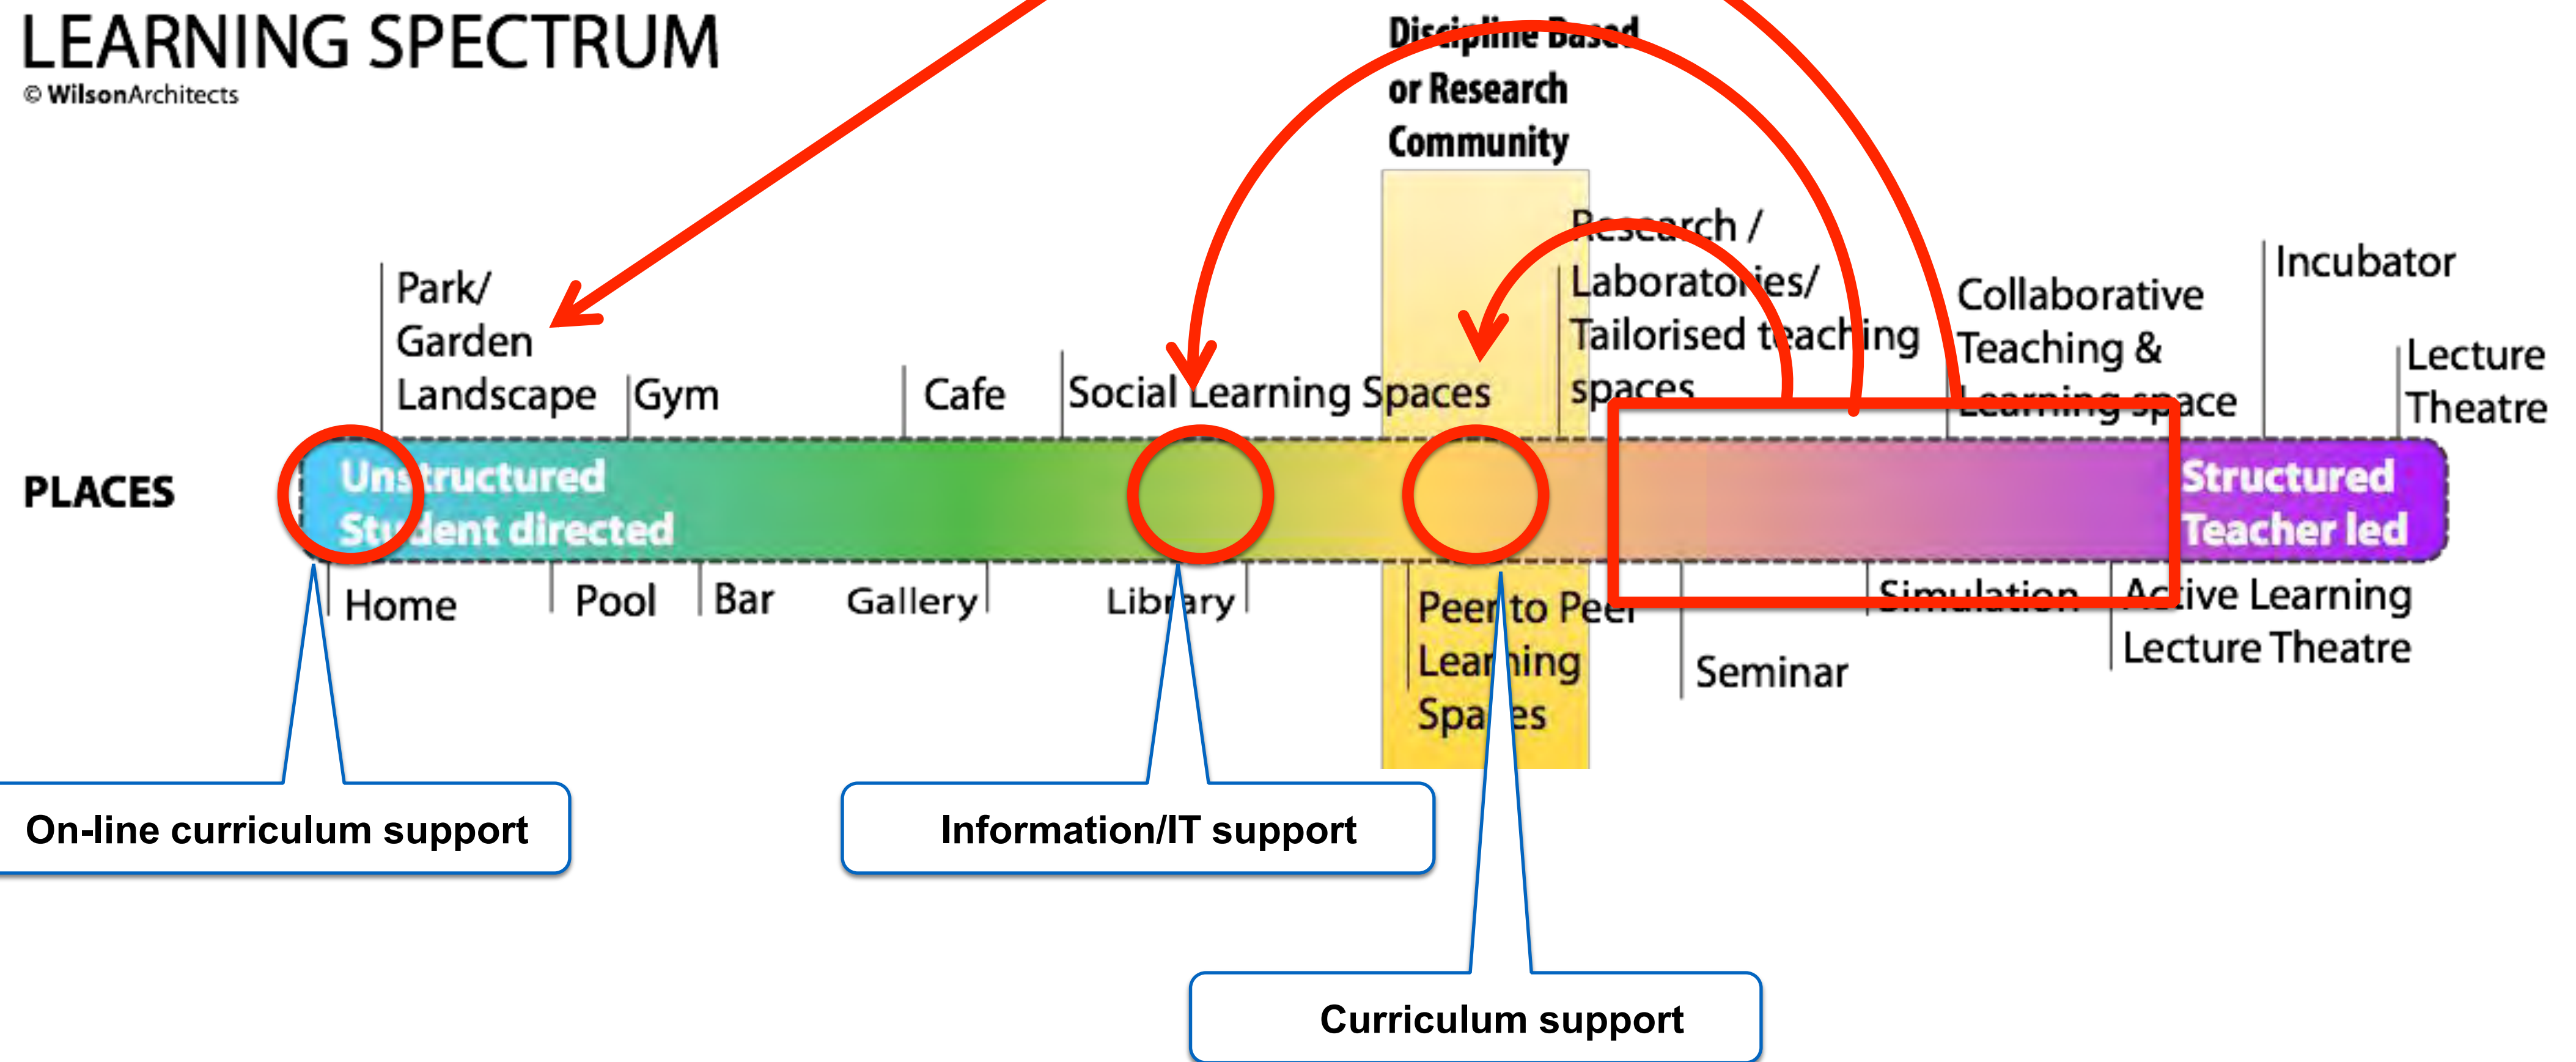 LEARNING SPECTRUM
© WilsonArchitects
Discipline Based
or Research
Community
Park/
Garden
Landscape
Gym
Cafe
Social Learning Spaces
Research /
Laboratories/
Tailorised teaching
spaces
Collaborative
Teaching &
Learning space
Incubator
Lecture
Theatre
PLACES
Unstructured
Student directed
Structured
Teacher led
Home
Pool
Bar
Gallery
Library
Peer to Peer
Learning
Spaces
Seminar
Simulation
Active Learning
Lecture Theatre
On-line curriculum support
Information/IT support
Curriculum support